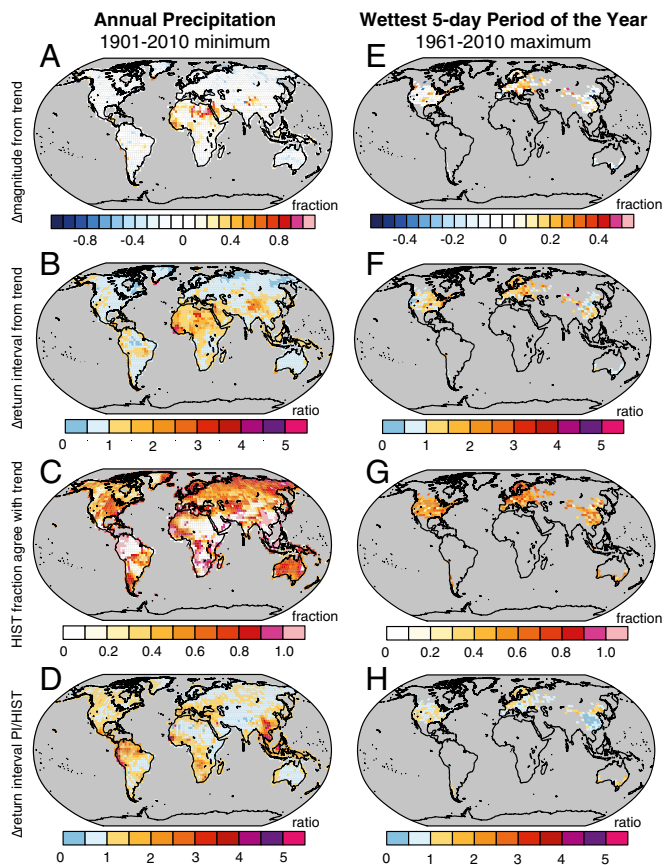 Annual Precipitation
1901-2010 minimum
Wettest 5-day Period of the Year
1961-2010 maximum
A
E
Δmagnitude from trend
fraction
fraction
-0.8 -0.4 0 0.4 0.8
-0.4 -0.2 0 0.2 0.4
B
F
Δreturn interval from trend
ratio
ratio
0 1 2 3 4 5
0 1 2 3 4 5
C
G
HIST fraction agree with trend
fraction
fraction
0 0.2 0.4 0.6 0.8 1.0
0 0.2 0.4 0.6 0.8 1.0
D
H
Δreturn interval PI/HIST
ratio
ratio
0 1 2 3 4 5
0 1 2 3 4 5